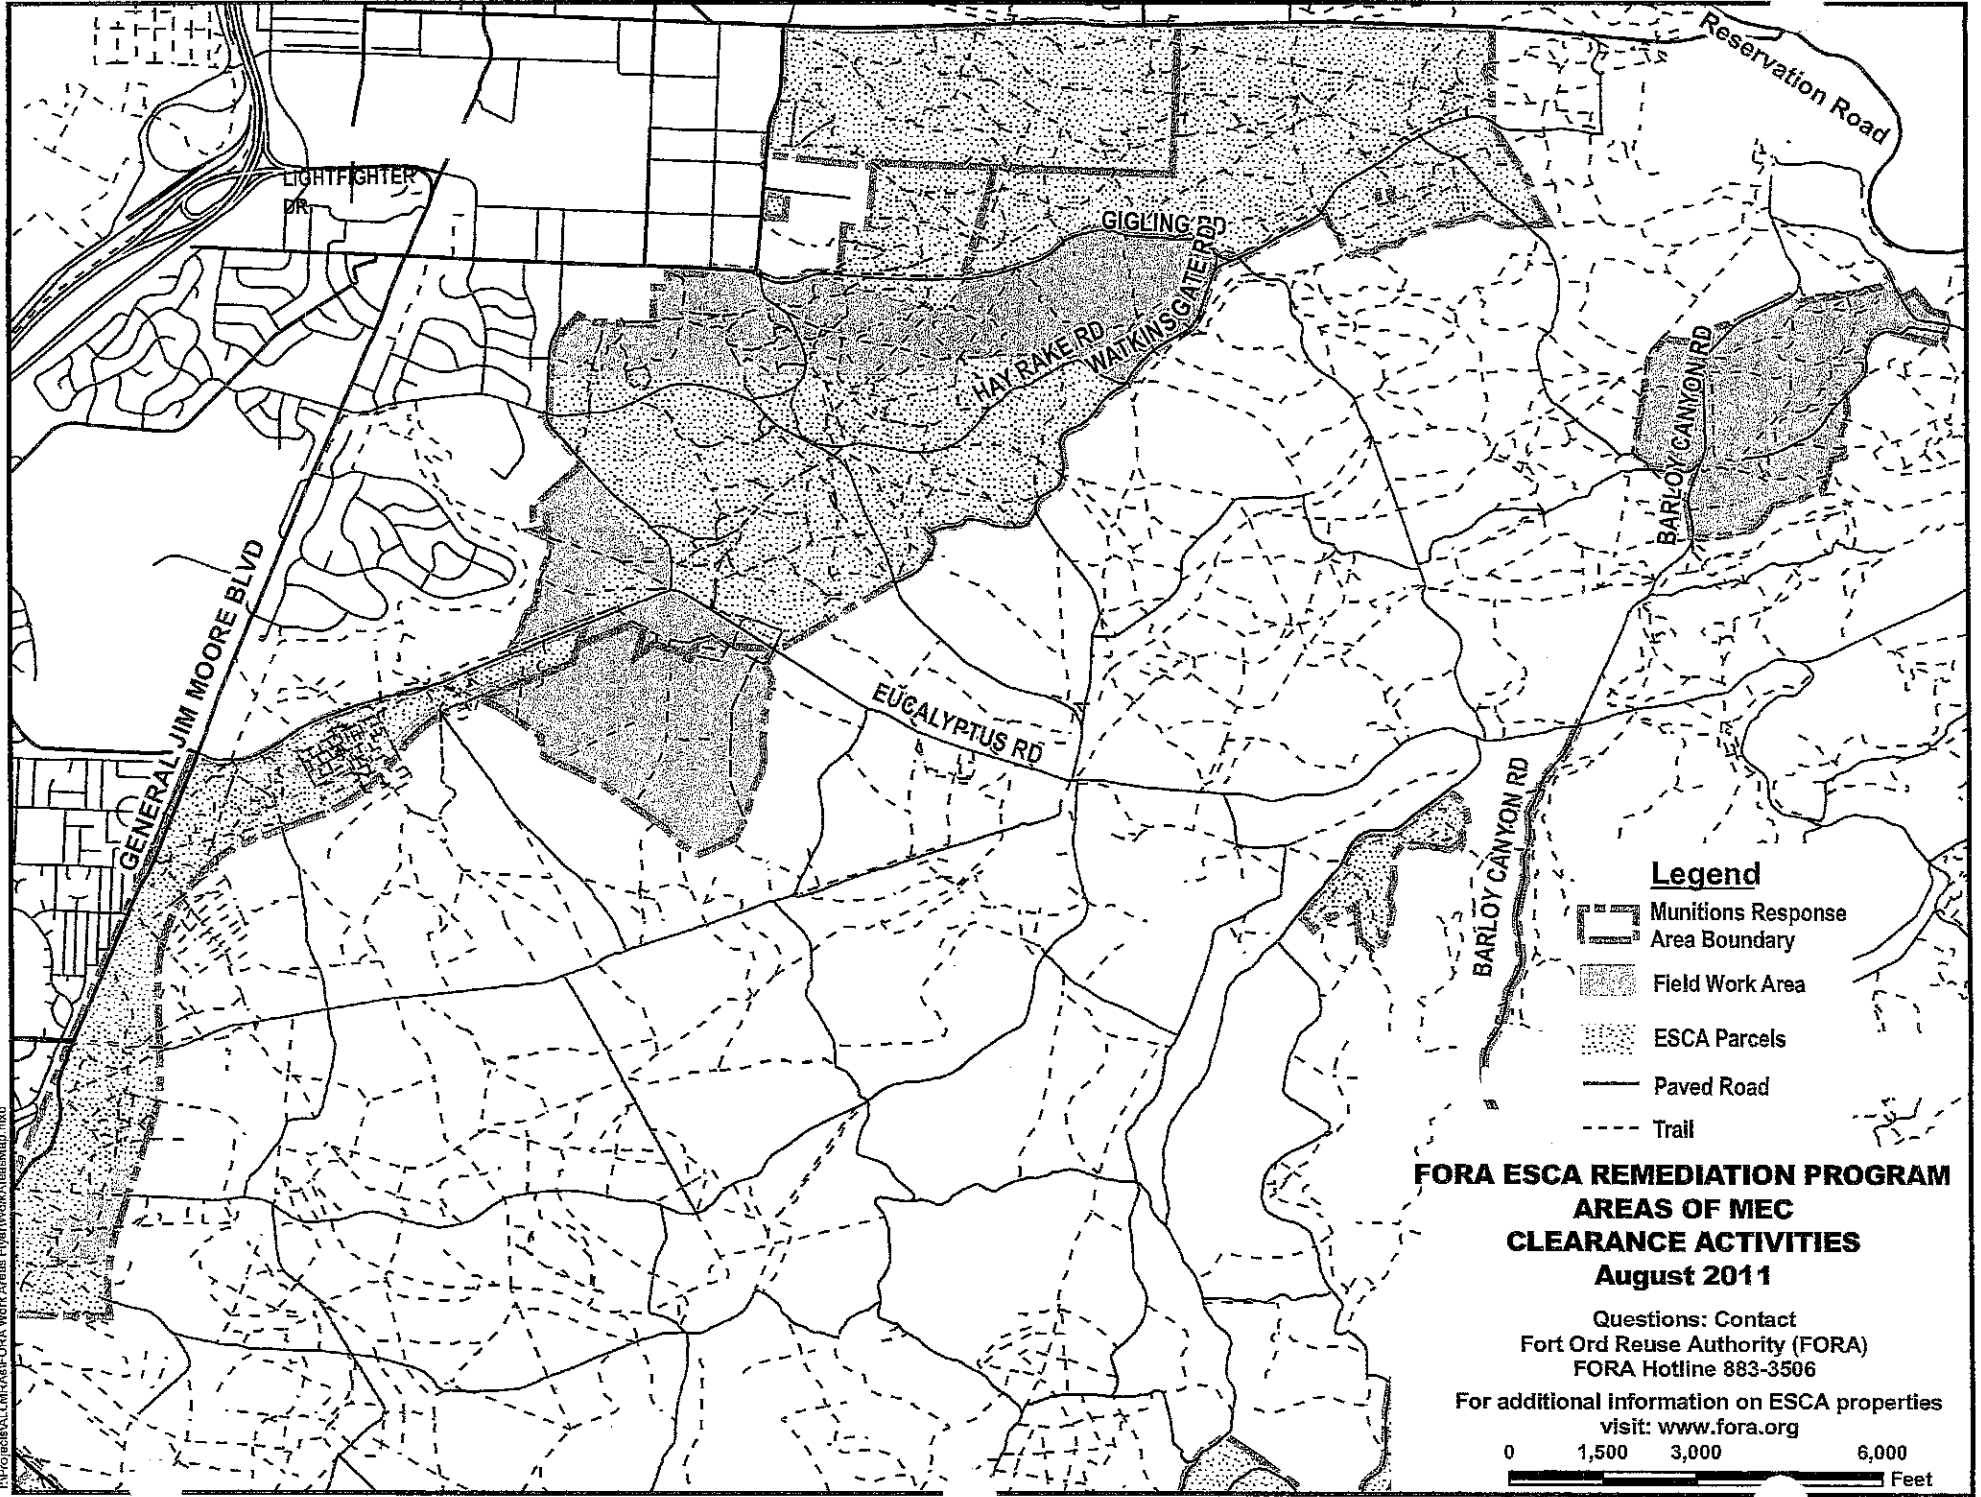 Reservation Road
LIGHTFIGHTER
DR
GIGLING RD
WATKINSGATE RD
HAY RAKE RD
BARLOY CANYON RD
GENERAL JIM MOORE BLVD
EUCALYPTUS RD
BARLOY CANYON RD
Legend
Munitions Response
Area Boundary
Field Work Area
ESCA Parcels
Paved Road
Trail
FORA ESCA REMEDIATION PROGRAM
AREAS OF MEC
CLEARANCE ACTIVITIES
August 2011
Questions: Contact
Fort Ord Reuse Authority (FORA)
FORA Hotline 883-3506
For additional information on ESCA properties
visit: www.fora.org
0 1,500 3,000 6,000
Feet